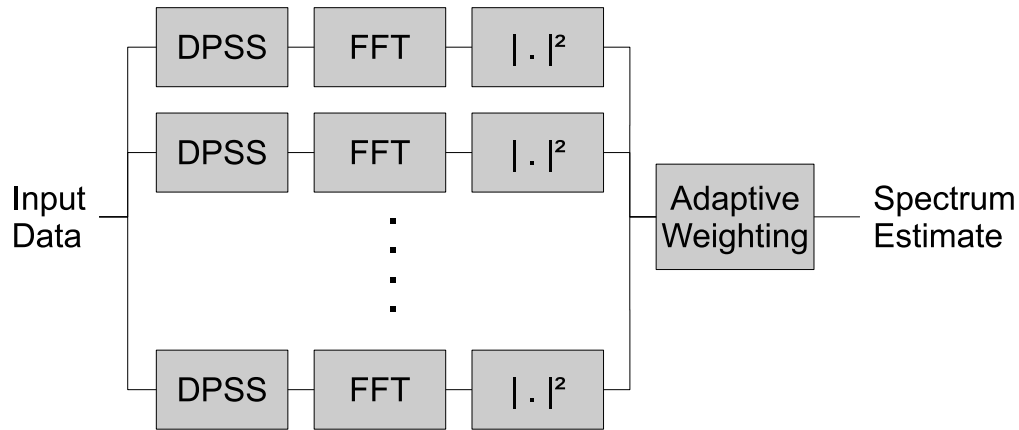 DPSS FFT | . |²
DPSS FFT | . |²
Input
Data
Adaptive
Weighting
Spectrum
Estimate
DPSS FFT | . |²